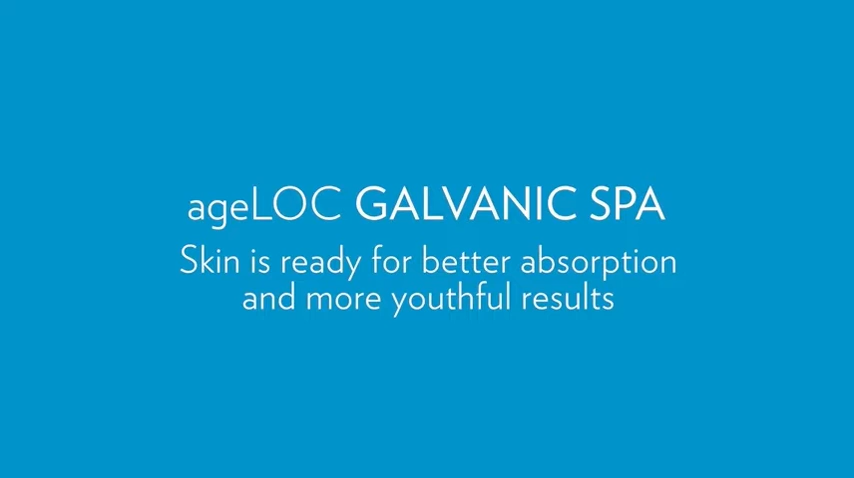 ageLOC GALVANIC SPA
Skin is ready for better absorption
and more youthful results